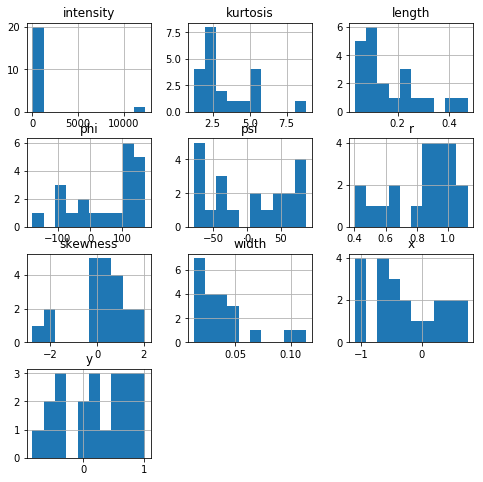 intensity kurtosis length
20 7.5 6
10 5.0 4
2.5 2
0 0.0 0
0 5000 10000 2.5 5.0 7.5 0.2 0.4
phi psi r
6 4 4
4 2 2
2
0 0 0
−100 0 100 −50 0 50 0.4 0.6 0.8 1.0
skewness width x
4 6 4
2 4 2
2
0 0 0
−2 0 2 0.05 0.10 −1 0
y
3
2
1
0
0 1